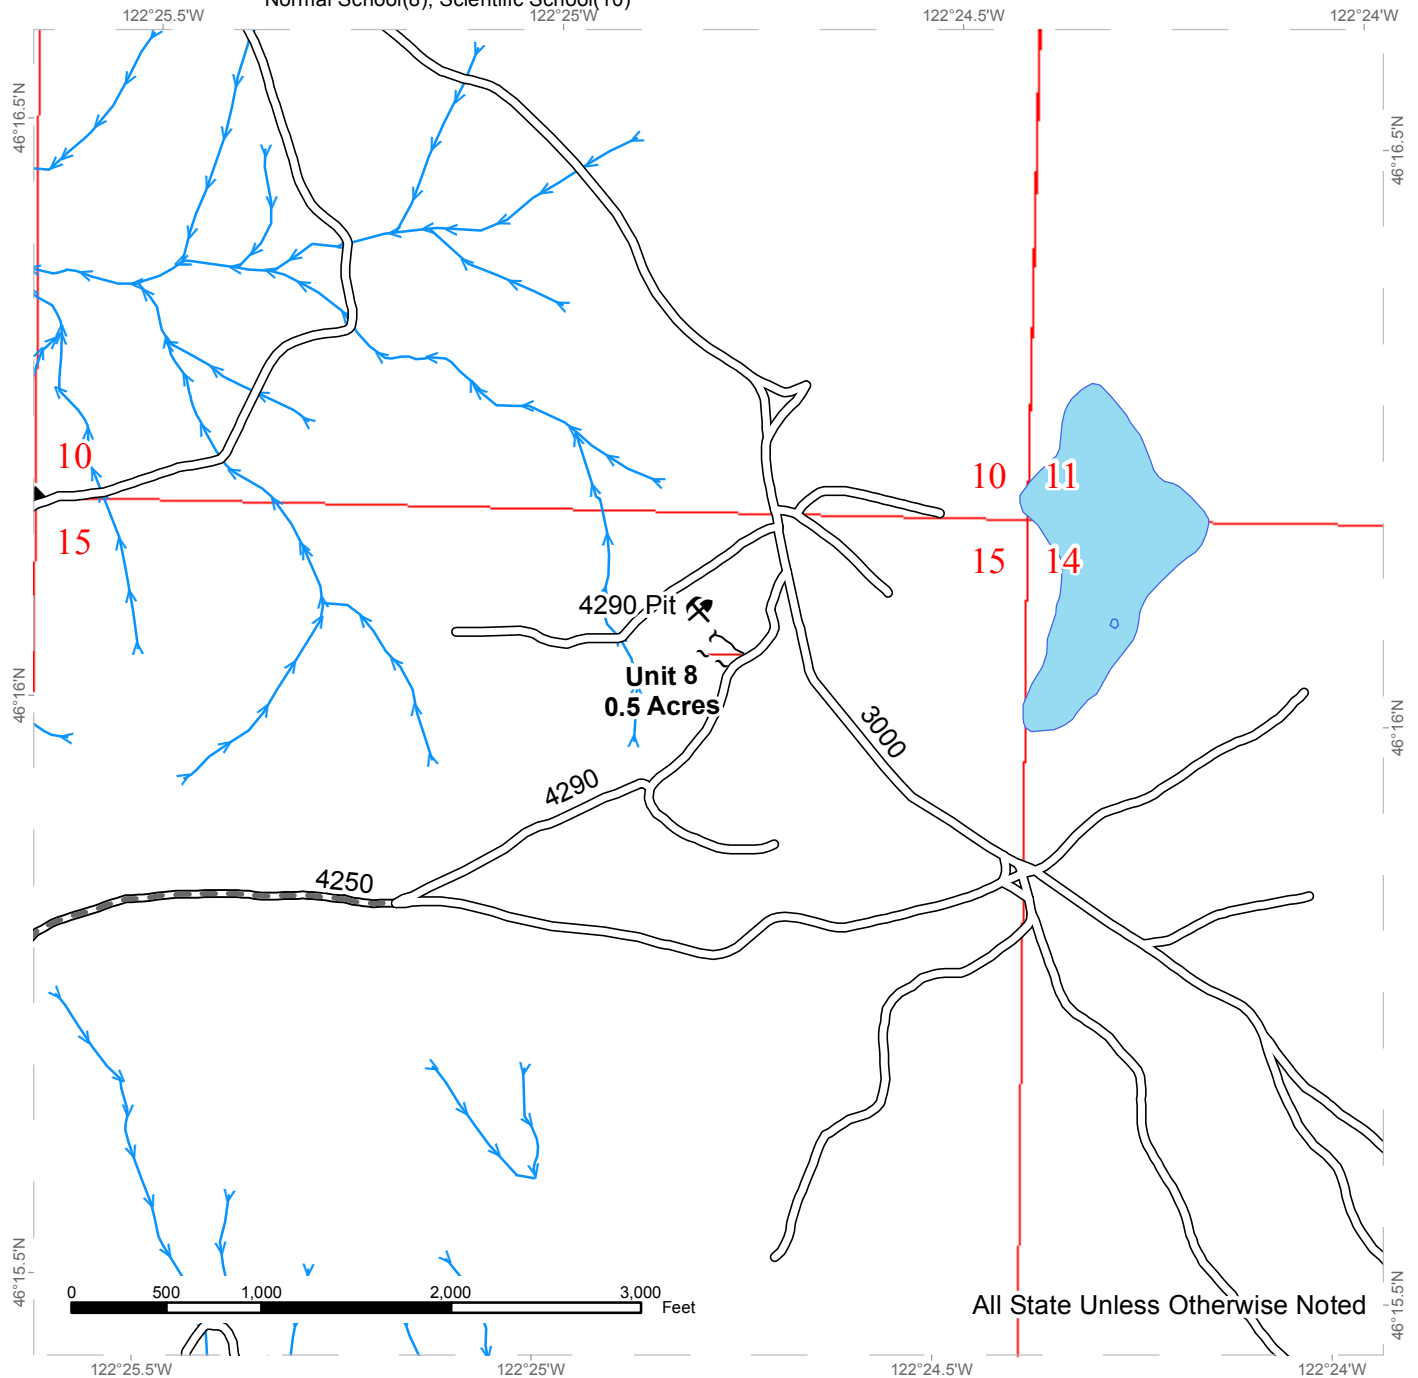 Normal School(8), Scientific School(10)
122°25.5'W
122°25'W
122°24.5'W
122°24'W
46°16.5'N
46°16.5'N
10
10
11
15
15
14
4290 Pit
Unit 8
0.5 Acres
46°16'N
46°16'N
3000
4290
4250
46°15.5'N
46°15.5'N
0
500
1,000
2,000
3,000
Feet
All State Unless Otherwise Noted
122°25.5'W
122°25'W
122°24.5'W
122°24'W